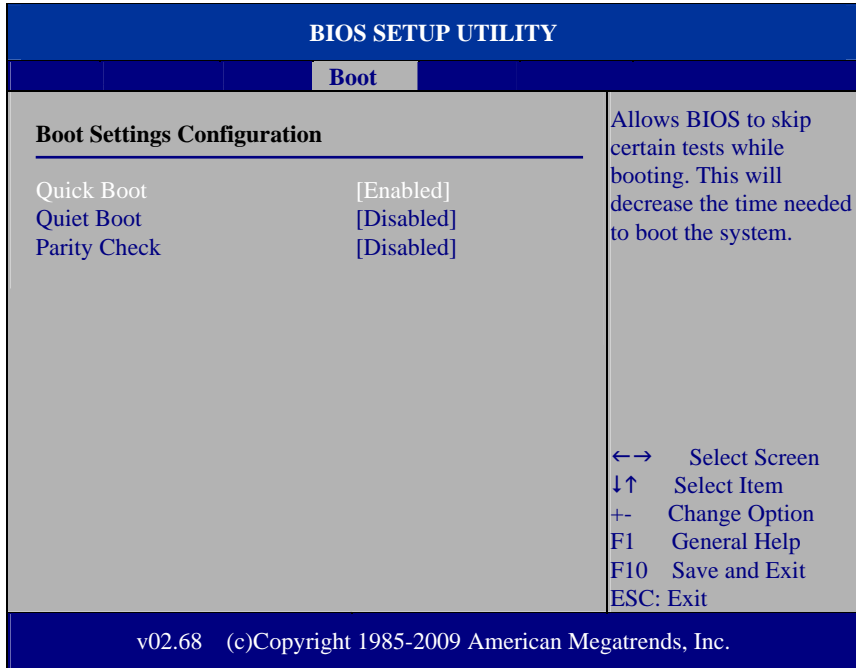 BIOS SETUP UTILITY
Boot
Boot Settings Configuration
Quick Boot [Enabled]
Quiet Boot [Disabled]
Parity Check [Disabled]
Allows BIOS to skip
certain tests while
booting. This will
decrease the time needed
to boot the system.
←→ Select Screen
↓↑ Select Item
+- Change Option
F1 General Help
F10 Save and Exit
ESC: Exit
v02.68 (c)Copyright 1985-2009 American Megatrends, Inc.